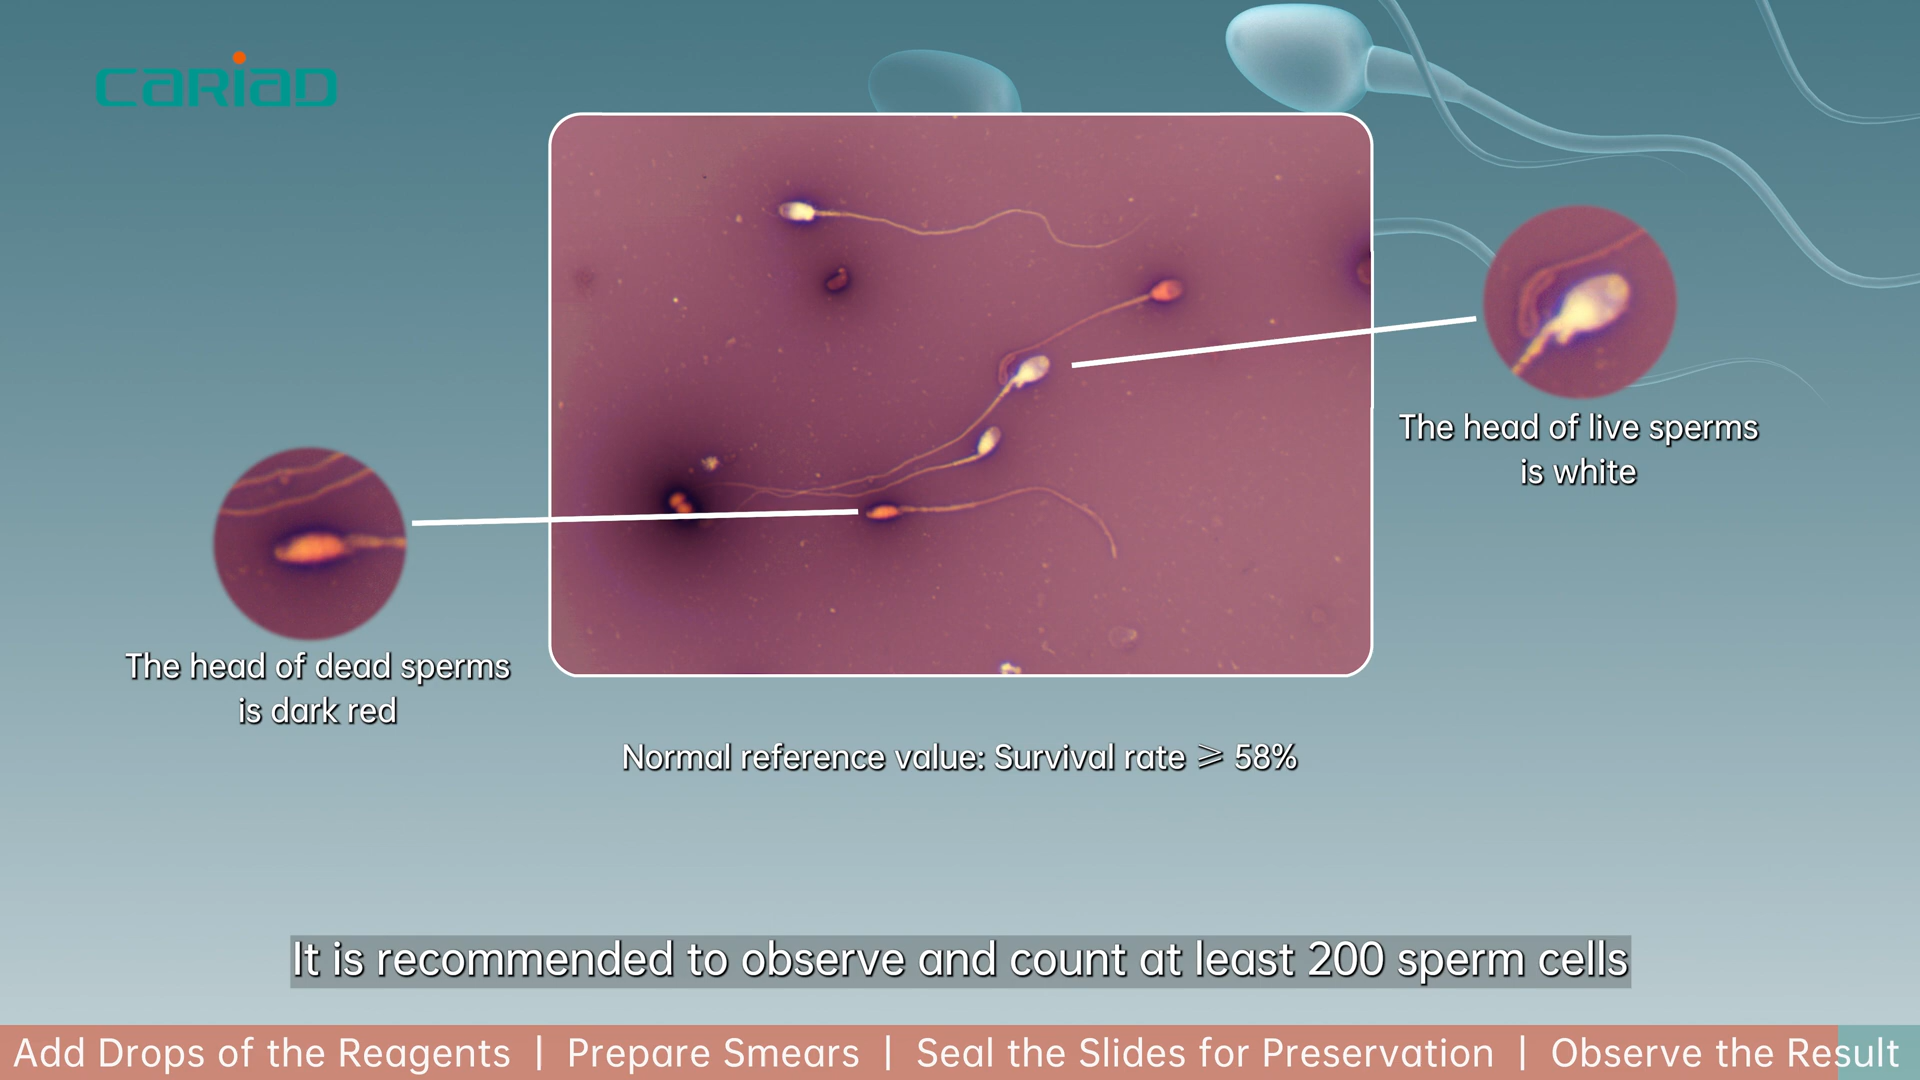 CARiAD
The head of live sperms
is white
The head of dead sperms
is dark red
Normal reference value: Survival rate ⩾ 58%
It is recommended to observe and count at least 200 sperm cells
Add Drops of the Reagents | Prepare Smears | Seal the Slides for Preservation | Observe the Result